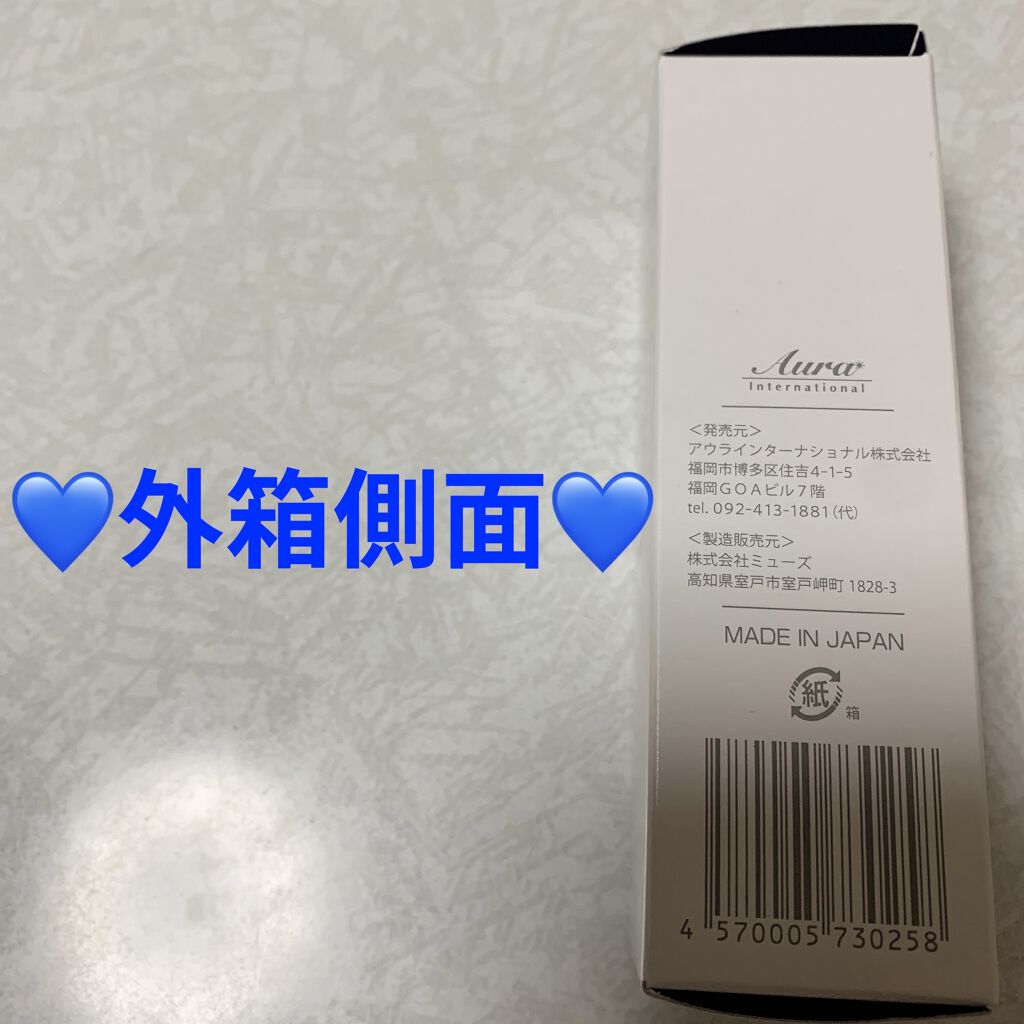 💙外箱側面💙
Aura
International
＜発売元＞
アウラインターナショナル株式会社
福岡市博多区住吉4-1-5
福岡GOAビル7階
tel. 092-413-1881(代)
＜製造販売元＞
株式会社ミューズ
高知県室戸市室戸岬町 1828-3
MADE IN JAPAN
紙
箱
4 570005 730258